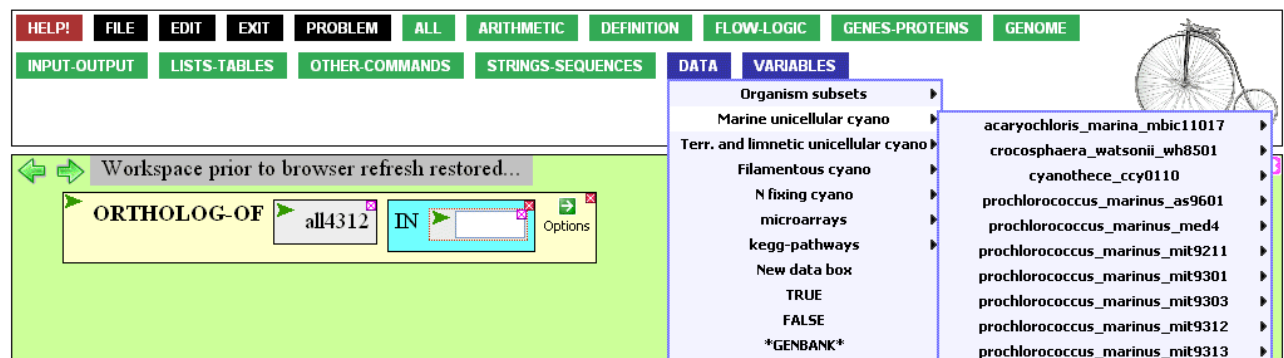 HELP! FILE EDIT EXIT PROBLEM ALL ARITHMETIC DEFINITION FLOW-LOGIC GENES-PROTEINS GENOME
INPUT-OUTPUT LISTS-TABLES OTHER-COMMANDS STRINGS-SEQUENCES DATA VARIABLES
Organism subsets
Marine unicellular cyano
Terr. and limnetic unicellular cyano
Filamentous cyano
N fixing cyano
microarrays
kegg-pathways
New data box
TRUE
FALSE
*GENBANK*
acaryochloris_marina_mbic11017
crocosphaera_watsonii_wh8501
cyanothece_ccy0110
prochlorococcus_marinus_as9601
prochlorococcus_marinus_med4
prochlorococcus_marinus_mit9211
prochlorococcus_marinus_mit9301
prochlorococcus_marinus_mit9303
prochlorococcus_marinus_mit9312
prochlorococcus_marinus_mit9313
Workspace prior to browser refresh restored...
ORTHOLOG-OF all4312 IN Options